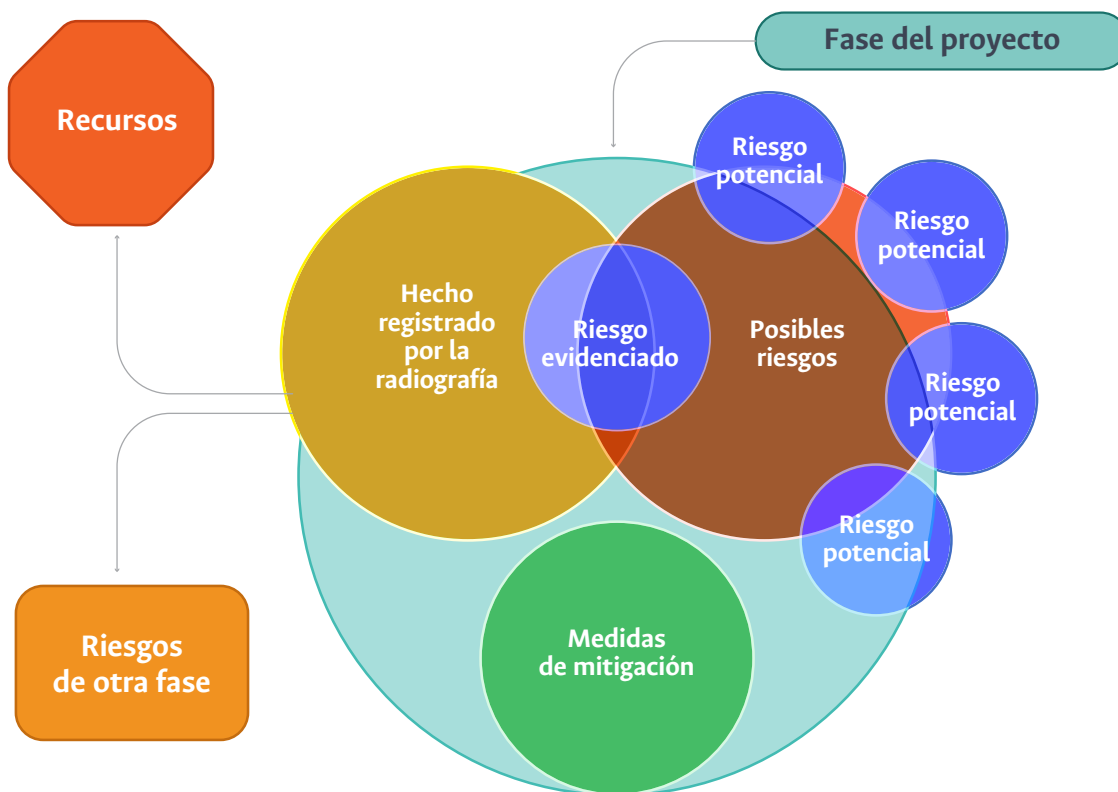 Fase del proyecto
Recursos
Riesgo
potencial
Riesgo
potencial
Hecho
registrado
por la
radiografía
Riesgo
evidenciado
Posibles
riesgos
Riesgo
potencial
Riesgo
potencial
Riesgos
de otra fase
Medidas
de mitigación